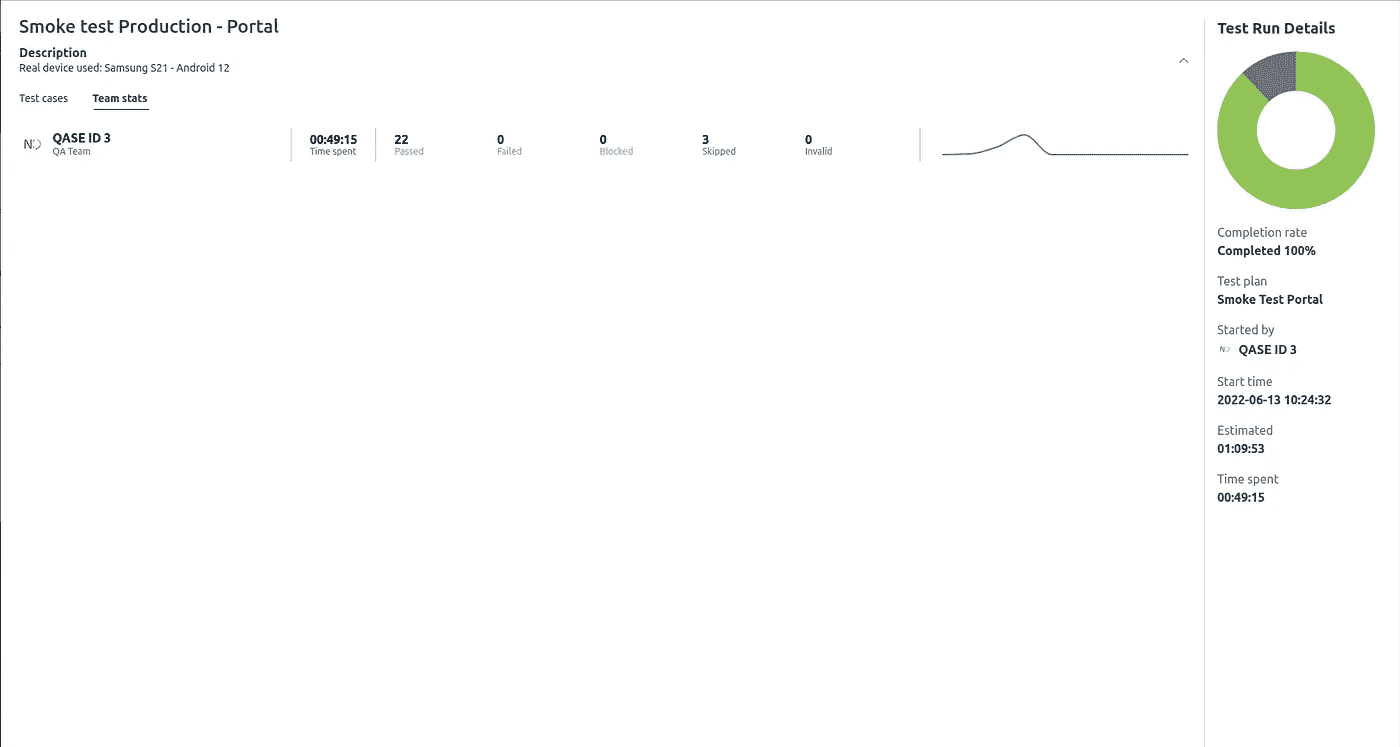 Smoke test Production - Portal
Description
Real device used: Samsung S21 - Android 12
Test cases Team stats
QASE ID 3
QA Team
00:49:15
Time spent
22
Passed
0
Failed
0
Blocked
3
Skipped
0
Invalid
Test Run Details
Completion rate
Completed 100%
Test plan
Smoke Test Portal
Started by
QASE ID 3
Start time
2022-06-13 10:24:32
Estimated
01:09:53
Time spent
00:49:15